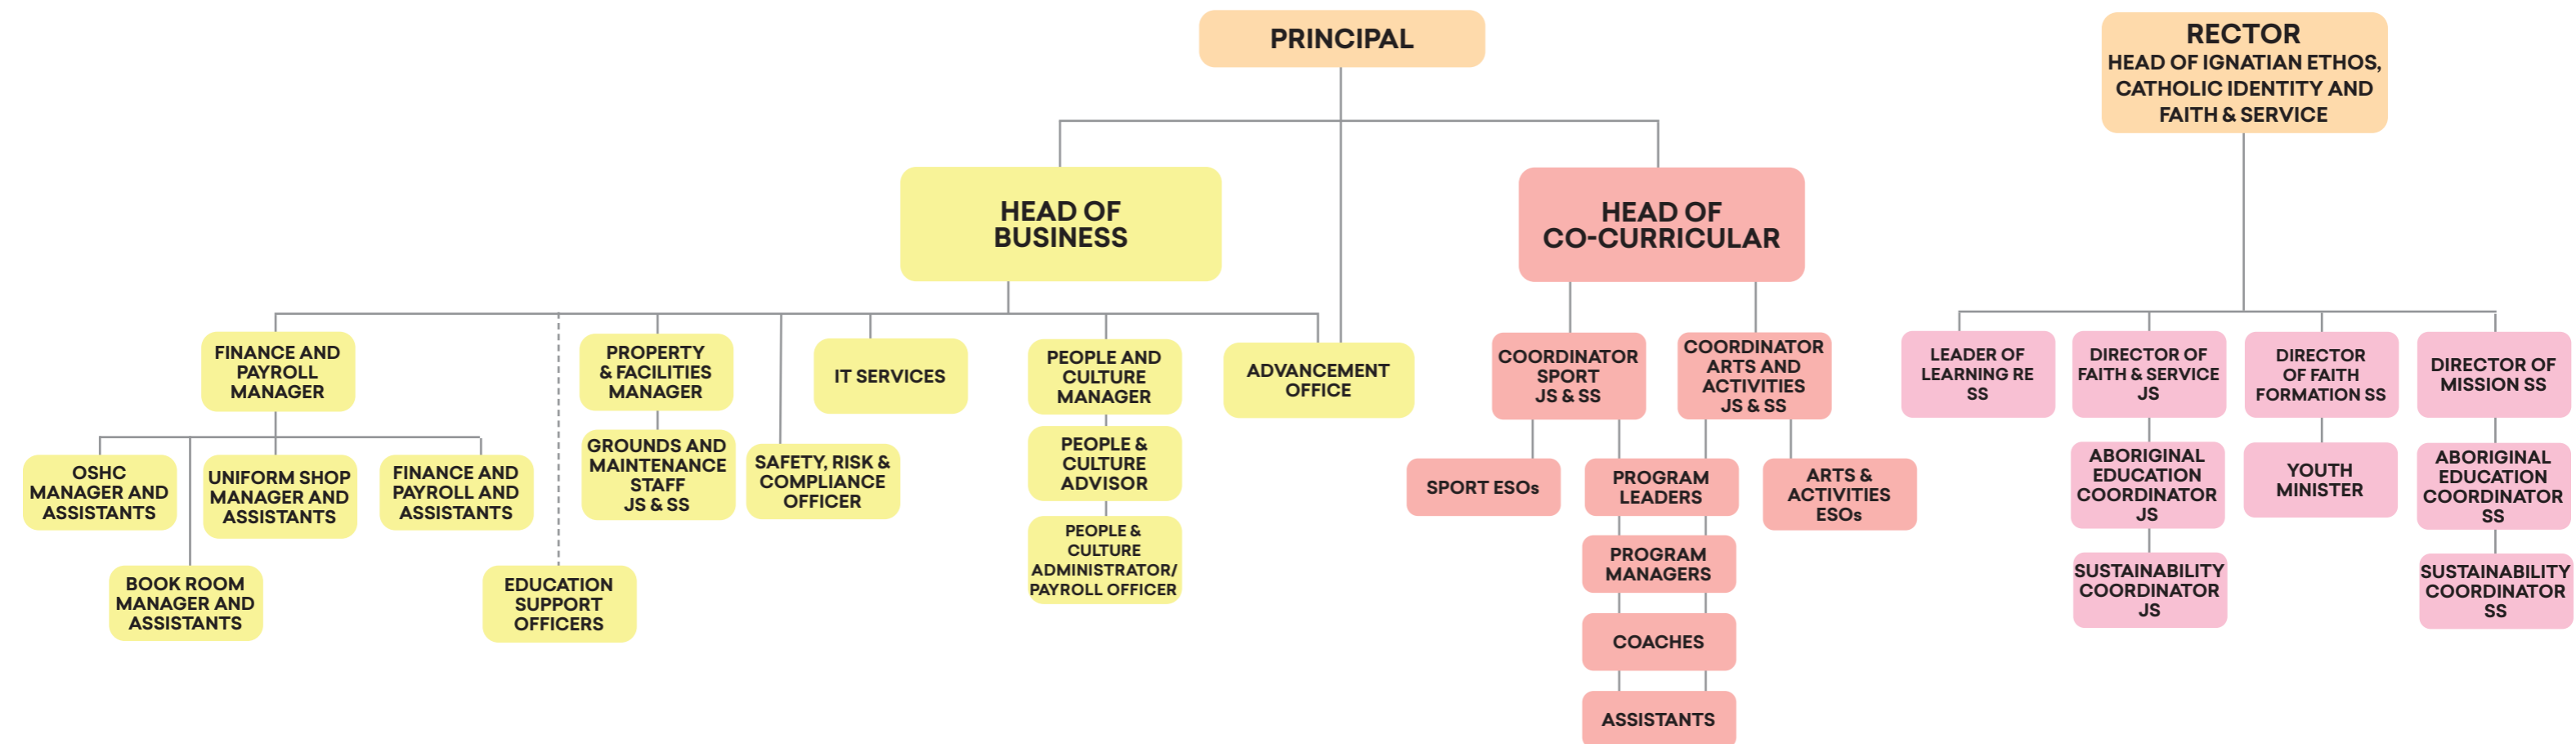 PRINCIPAL
RECTOR
HEAD OF IGNATIAN ETHOS,
CATHOLIC IDENTITY AND
FAITH & SERVICE
HEAD OF
BUSINESS
HEAD OF
CO-CURRICULAR
FINANCE AND
PAYROLL
MANAGER
PROPERTY
& FACILITIES
MANAGER
IT SERVICES
PEOPLE AND
CULTURE
MANAGER
ADVANCEMENT
OFFICE
COORDINATOR
SPORT
JS & SS
COORDINATOR
ARTS AND
ACTIVITIES
JS & SS
LEADER OF
LEARNING RE
SS
DIRECTOR OF
FAITH & SERVICE
JS
DIRECTOR
OF FAITH
FORMATION SS
DIRECTOR OF
MISSION SS
OSHC
MANAGER AND
ASSISTANTS
UNIFORM SHOP
MANAGER AND
ASSISTANTS
FINANCE AND
PAYROLL AND
ASSISTANTS
GROUNDS AND
MAINTENANCE
STAFF
JS & SS
SAFETY, RISK &
COMPLIANCE
OFFICER
PEOPLE &
CULTURE
ADVISOR
SPORT ESOs
PROGRAM
LEADERS
ARTS &
ACTIVITIES
ESOs
ABORIGINAL
EDUCATION
COORDINATOR
JS
YOUTH
MINISTER
ABORIGINAL
EDUCATION
COORDINATOR
SS
BOOK ROOM
MANAGER AND
ASSISTANTS
EDUCATION
SUPPORT
OFFICERS
PEOPLE &
CULTURE
ADMINISTRATOR/
PAYROLL OFFICER
PROGRAM
MANAGERS
SUSTAINABILITY
COORDINATOR
JS
SUSTAINABILITY
COORDINATOR
SS
COACHES
ASSISTANTS